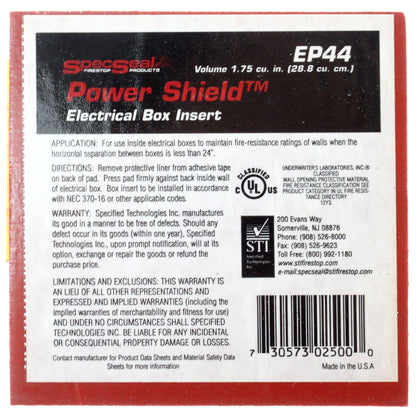 SpecSeal®
FIRESTOP PRODUCTS
EP44
Volume 1.75 cu. in. (28.8 cu. cm.)
Power Shield™
Electrical Box Insert
APPLICATION: For use Inside electrical boxes to maintain fire-resistance ratings of walls when the
horizontal separation between boxes is less than 24".
DIRECTIONS: Remove protective liner from adhesive tape
on back of pad. Press pad firmly against back inside wall
of electrical box. Box insert to be installed in accordance
with NEC 370-16 or other applicable codes.
WARRANTY: Specified Technologies Inc. manufactures
its good in a manner to be free of defects. Should any
defect occur in its goods (within one year), Specified
Technologies Inc., upon prompt notification, will at its
option, exchange or repair the goods or refund the
purchase price.
LIMITATIONS AND EXCLUSIONS: THIS WARRANTY IS
AN LIEU OF ALL OTHER REPRESENTATIONS AND
EXPRESSED AND IMPLIED WARRANTIES (including the
implied warranties of merchantability and fitness for use)
AND UNDER NO CIRCUMSTANCES SHALL SPECIFIED
TECHNOLOGIES INC. BE LIABLE FOR ANY INCIDENTAL
OR CONSEQUENTIAL PROPERTY DAMAGE OR LOSSES.
Contact manufacturer for Product Data Sheets and Material Safety Data
Sheets for more information
CLASSIFIED
C UL US
CLASSIFIED
UNDERWRITER'S LABORATORIES, INC.®
CLASSIFIED
WALL OPENING PROTECTIVE MATERIAL
FIRE RESISTANCE CLASSIFICATION SEE
PRODUCT CATEGORY IN UL FIRE RESIS-
TANCE DIRECTORY
12Y3.
STI
Specified
Technologies
Inc.
200 Evans Way
Somerville, NJ 08876
Phone: (908) 526-8000
Fax: (908) 526-9623
Toll Free: (800) 992-1180
www.stifirestop.com
e-mail:specseal@stifirestop.com
7 30573 02500 0
Made in the U.S.A